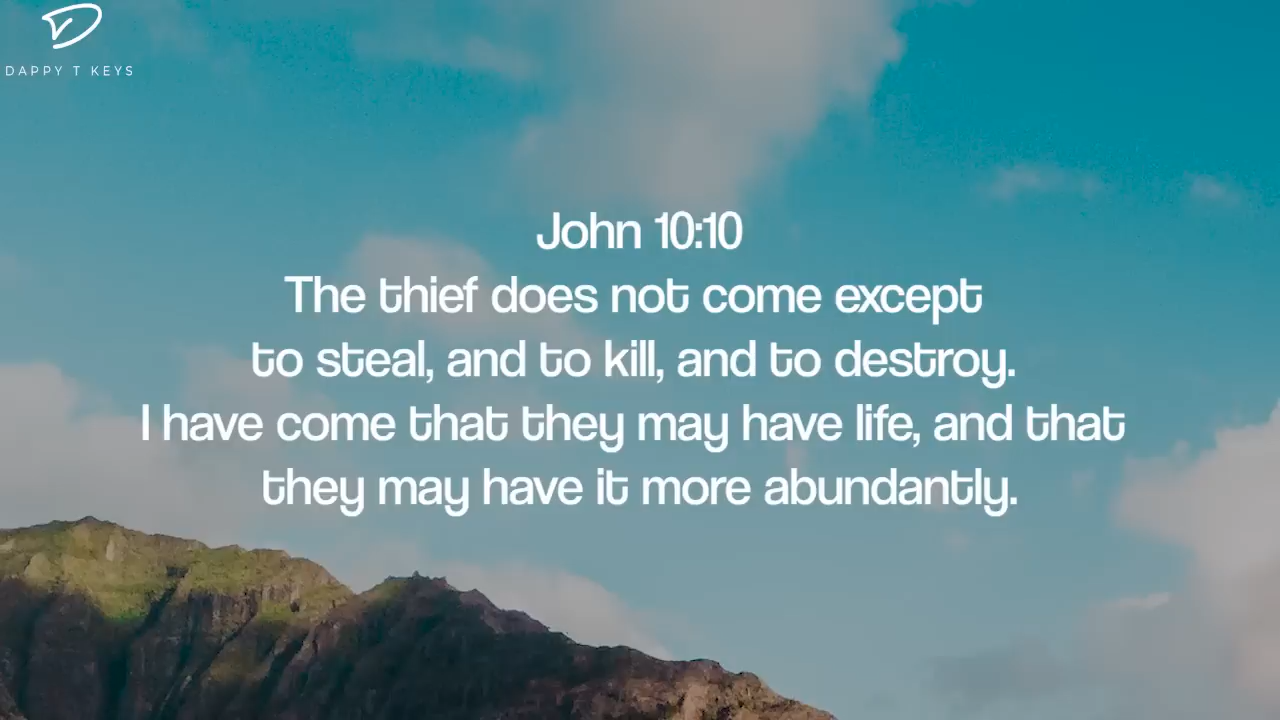 DAPPY T KEYS
John 10:10
The thief does not come except
to steal, and to kill, and to destroy.
I have come that they may have life, and that
they may have it more abundantly.